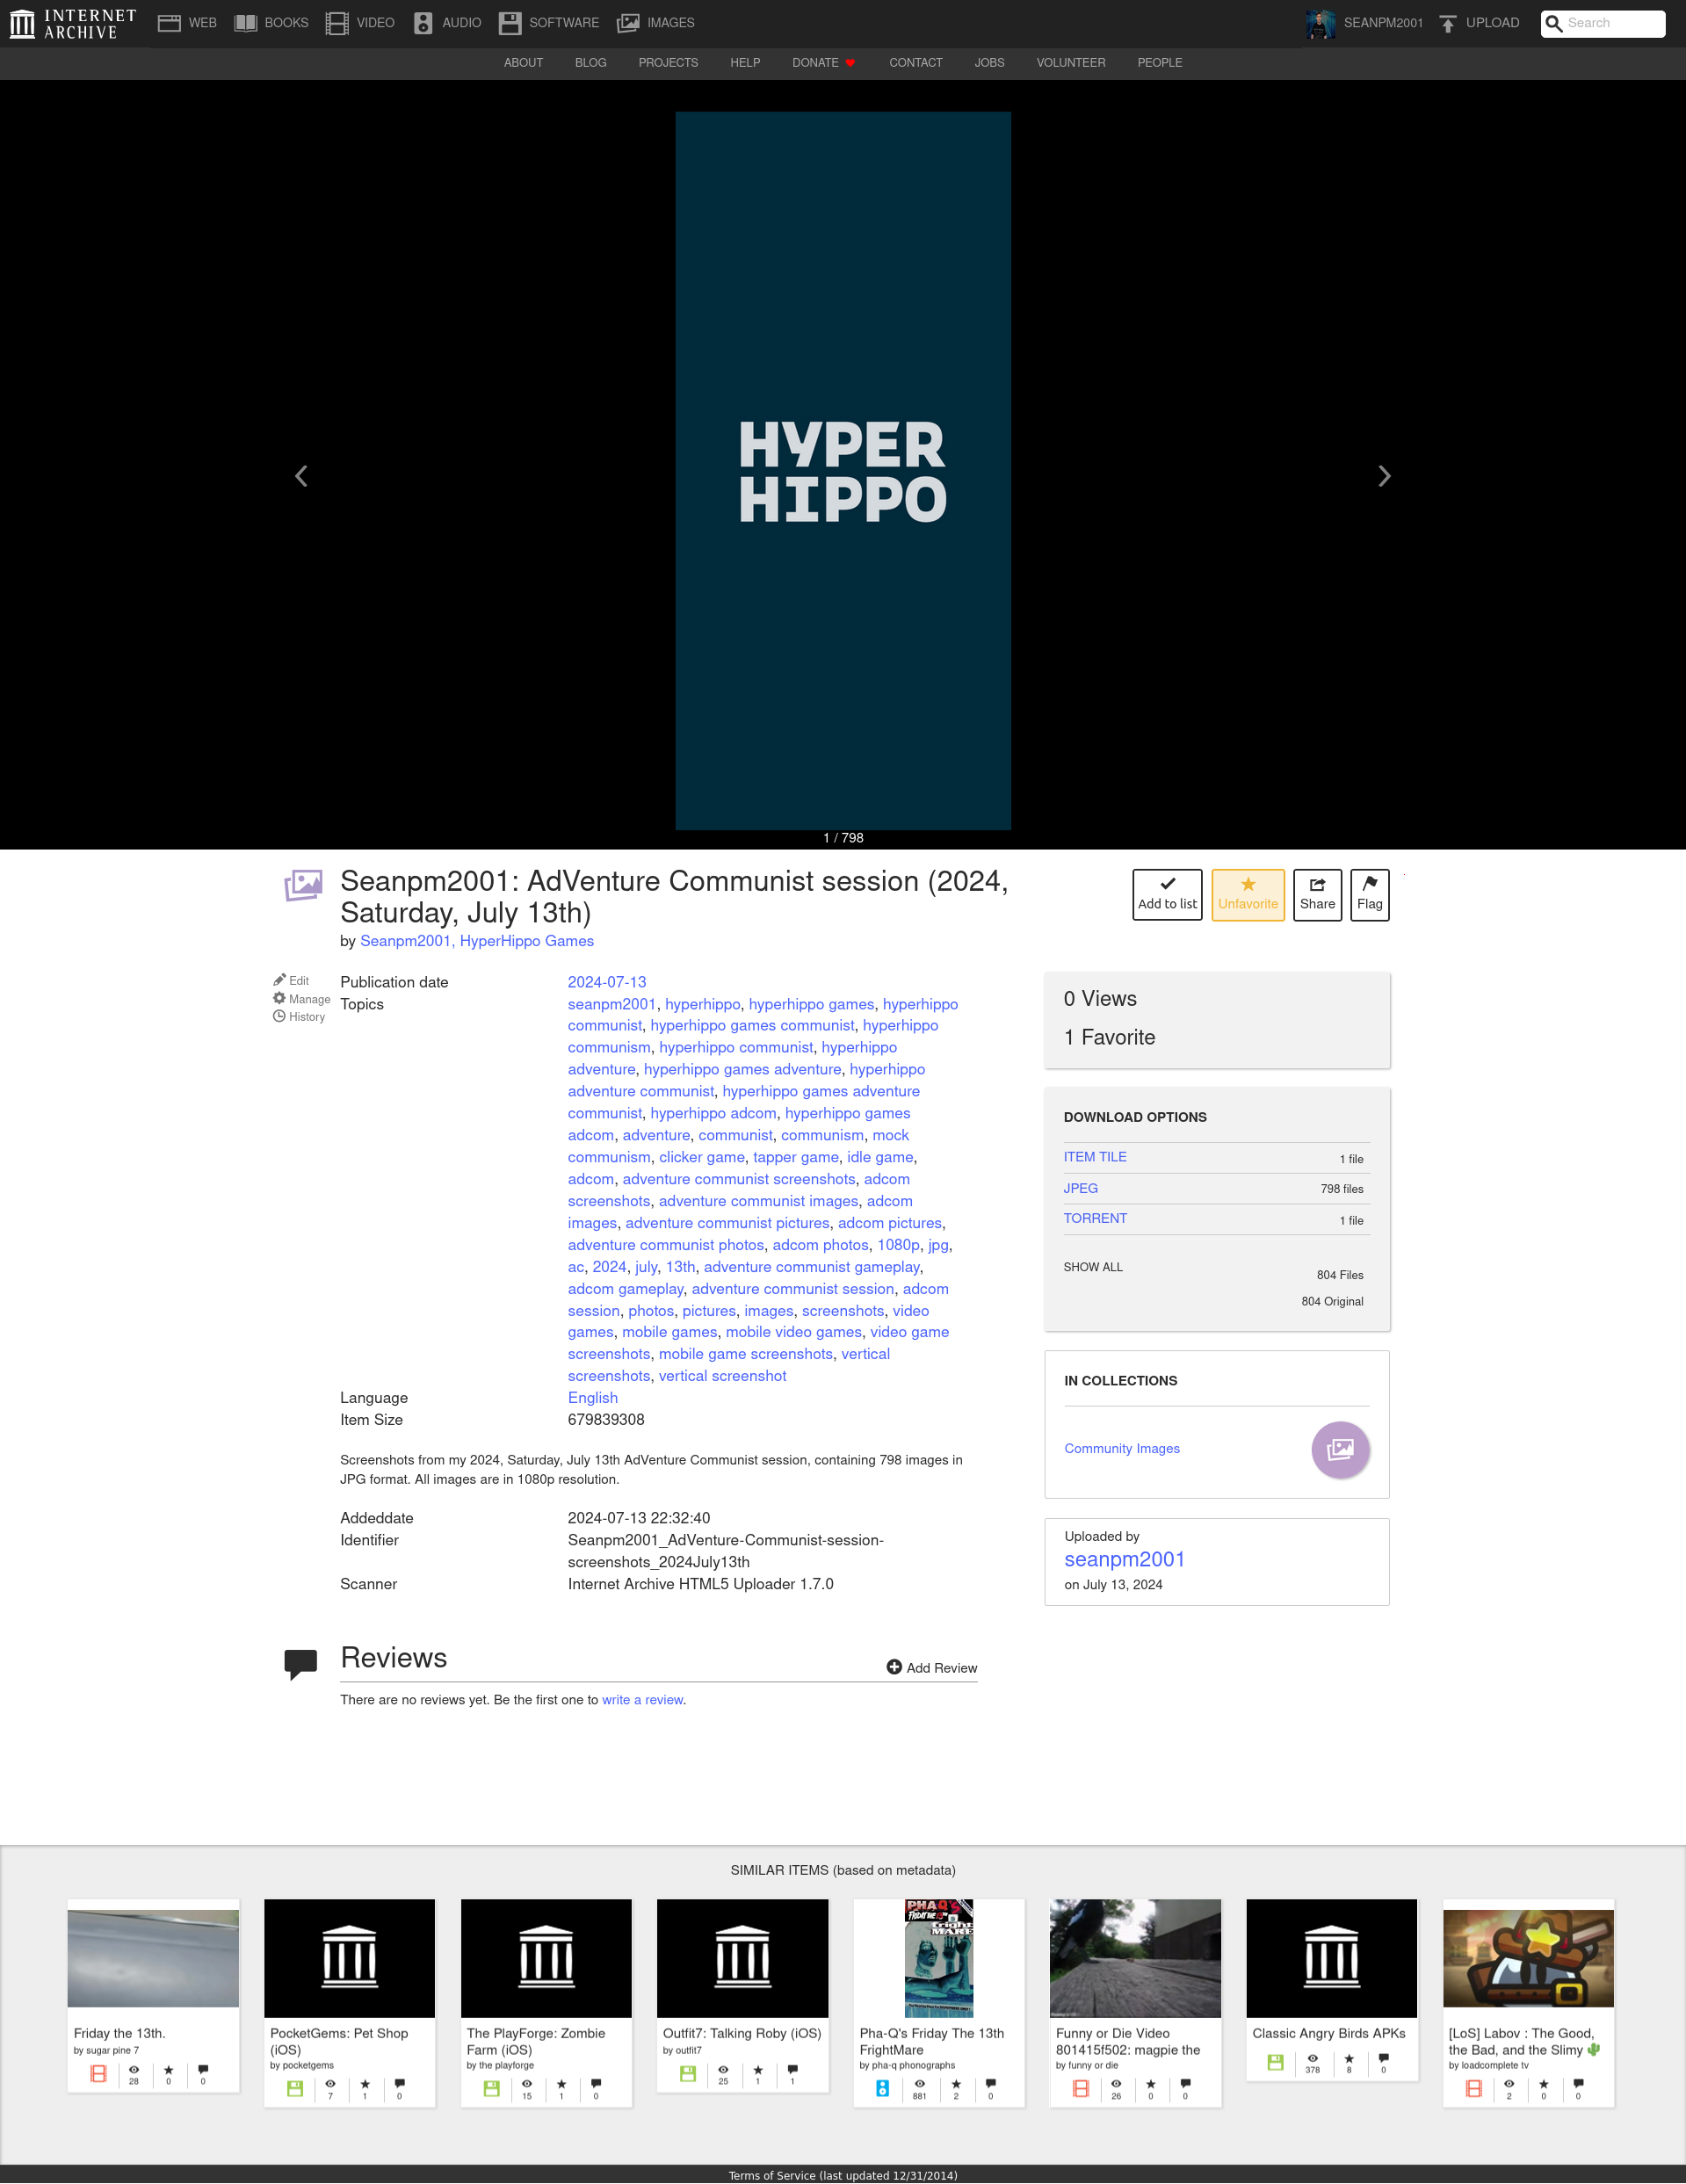 INTERNET
ARCHIVE
WEB BOOKS VIDEO AUDIO SOFTWARE IMAGES SEANPM2001 UPLOAD Search
ABOUT BLOG PROJECTS HELP DONATE CONTACT JOBS VOLUNTEER PEOPLE
HYPER
HIPPO
1 / 798
Seanpm2001: AdVenture Communist session (2024,
Saturday, July 13th)
by Seanpm2001, HyperHippo Games
Add to list Unfavorite Share Flag
Edit
Manage
History
Publication date 2024-07-13
Topics seanpm2001, hyperhippo, hyperhippo games, hyperhippo
communist, hyperhippo games communist, hyperhippo
communism, hyperhippo communist, hyperhippo
adventure, hyperhippo games adventure, hyperhippo
adventure communist, hyperhippo games adventure
communist, hyperhippo adcom, hyperhippo games
adcom, adventure, communist, communism, mock
communism, clicker game, tapper game, idle game,
adcom, adventure communist screenshots, adcom
screenshots, adventure communist images, adcom
images, adventure communist pictures, adcom pictures,
adventure communist photos, adcom photos, 1080p, jpg,
ac, 2024, july, 13th, adventure communist gameplay,
adcom gameplay, adventure communist session, adcom
session, photos, pictures, images, screenshots, video
games, mobile games, mobile video games, video game
screenshots, mobile game screenshots, vertical
screenshots, vertical screenshot
Language English
Item Size 679839308
Screenshots from my 2024, Saturday, July 13th AdVenture Communist session, containing 798 images in
JPG format. All images are in 1080p resolution.
Addeddate 2024-07-13 22:32:40
Identifier Seanpm2001_AdVenture-Communist-session-
screenshots_2024July13th
Scanner Internet Archive HTML5 Uploader 1.7.0
0 Views
1 Favorite
DOWNLOAD OPTIONS
ITEM TILE 1 file
JPEG 798 files
TORRENT 1 file
SHOW ALL 804 Files
804 Original
IN COLLECTIONS
Community Images
Uploaded by
seanpm2001
on July 13, 2024
Reviews
Add Review
There are no reviews yet. Be the first one to write a review.
SIMILAR ITEMS (based on metadata)
Friday the 13th.
by sugar pine 7
28 0 0
PocketGems: Pet Shop
(iOS)
by pocketgems
7 1 0
The PlayForge: Zombie
Farm (iOS)
by the playforge
15 1 0
Outfit7: Talking Roby (iOS)
by outfit7
25 1 1
PHAQ'S
FRIDAY THE 13TH
Fright
MARE
Pha-Q's Friday The 13th
FrightMare
by pha-q phonographs
881 2 0
Funny or Die Video
801415f502: magpie the
by funny or die
26 0 0
Classic Angry Birds APKs
378 8 0
[LoS] Labov : The Good,
the Bad, and the Slimy 🌵
by loadcomplete tv
2 0 0
Terms of Service (last updated 12/31/2014)